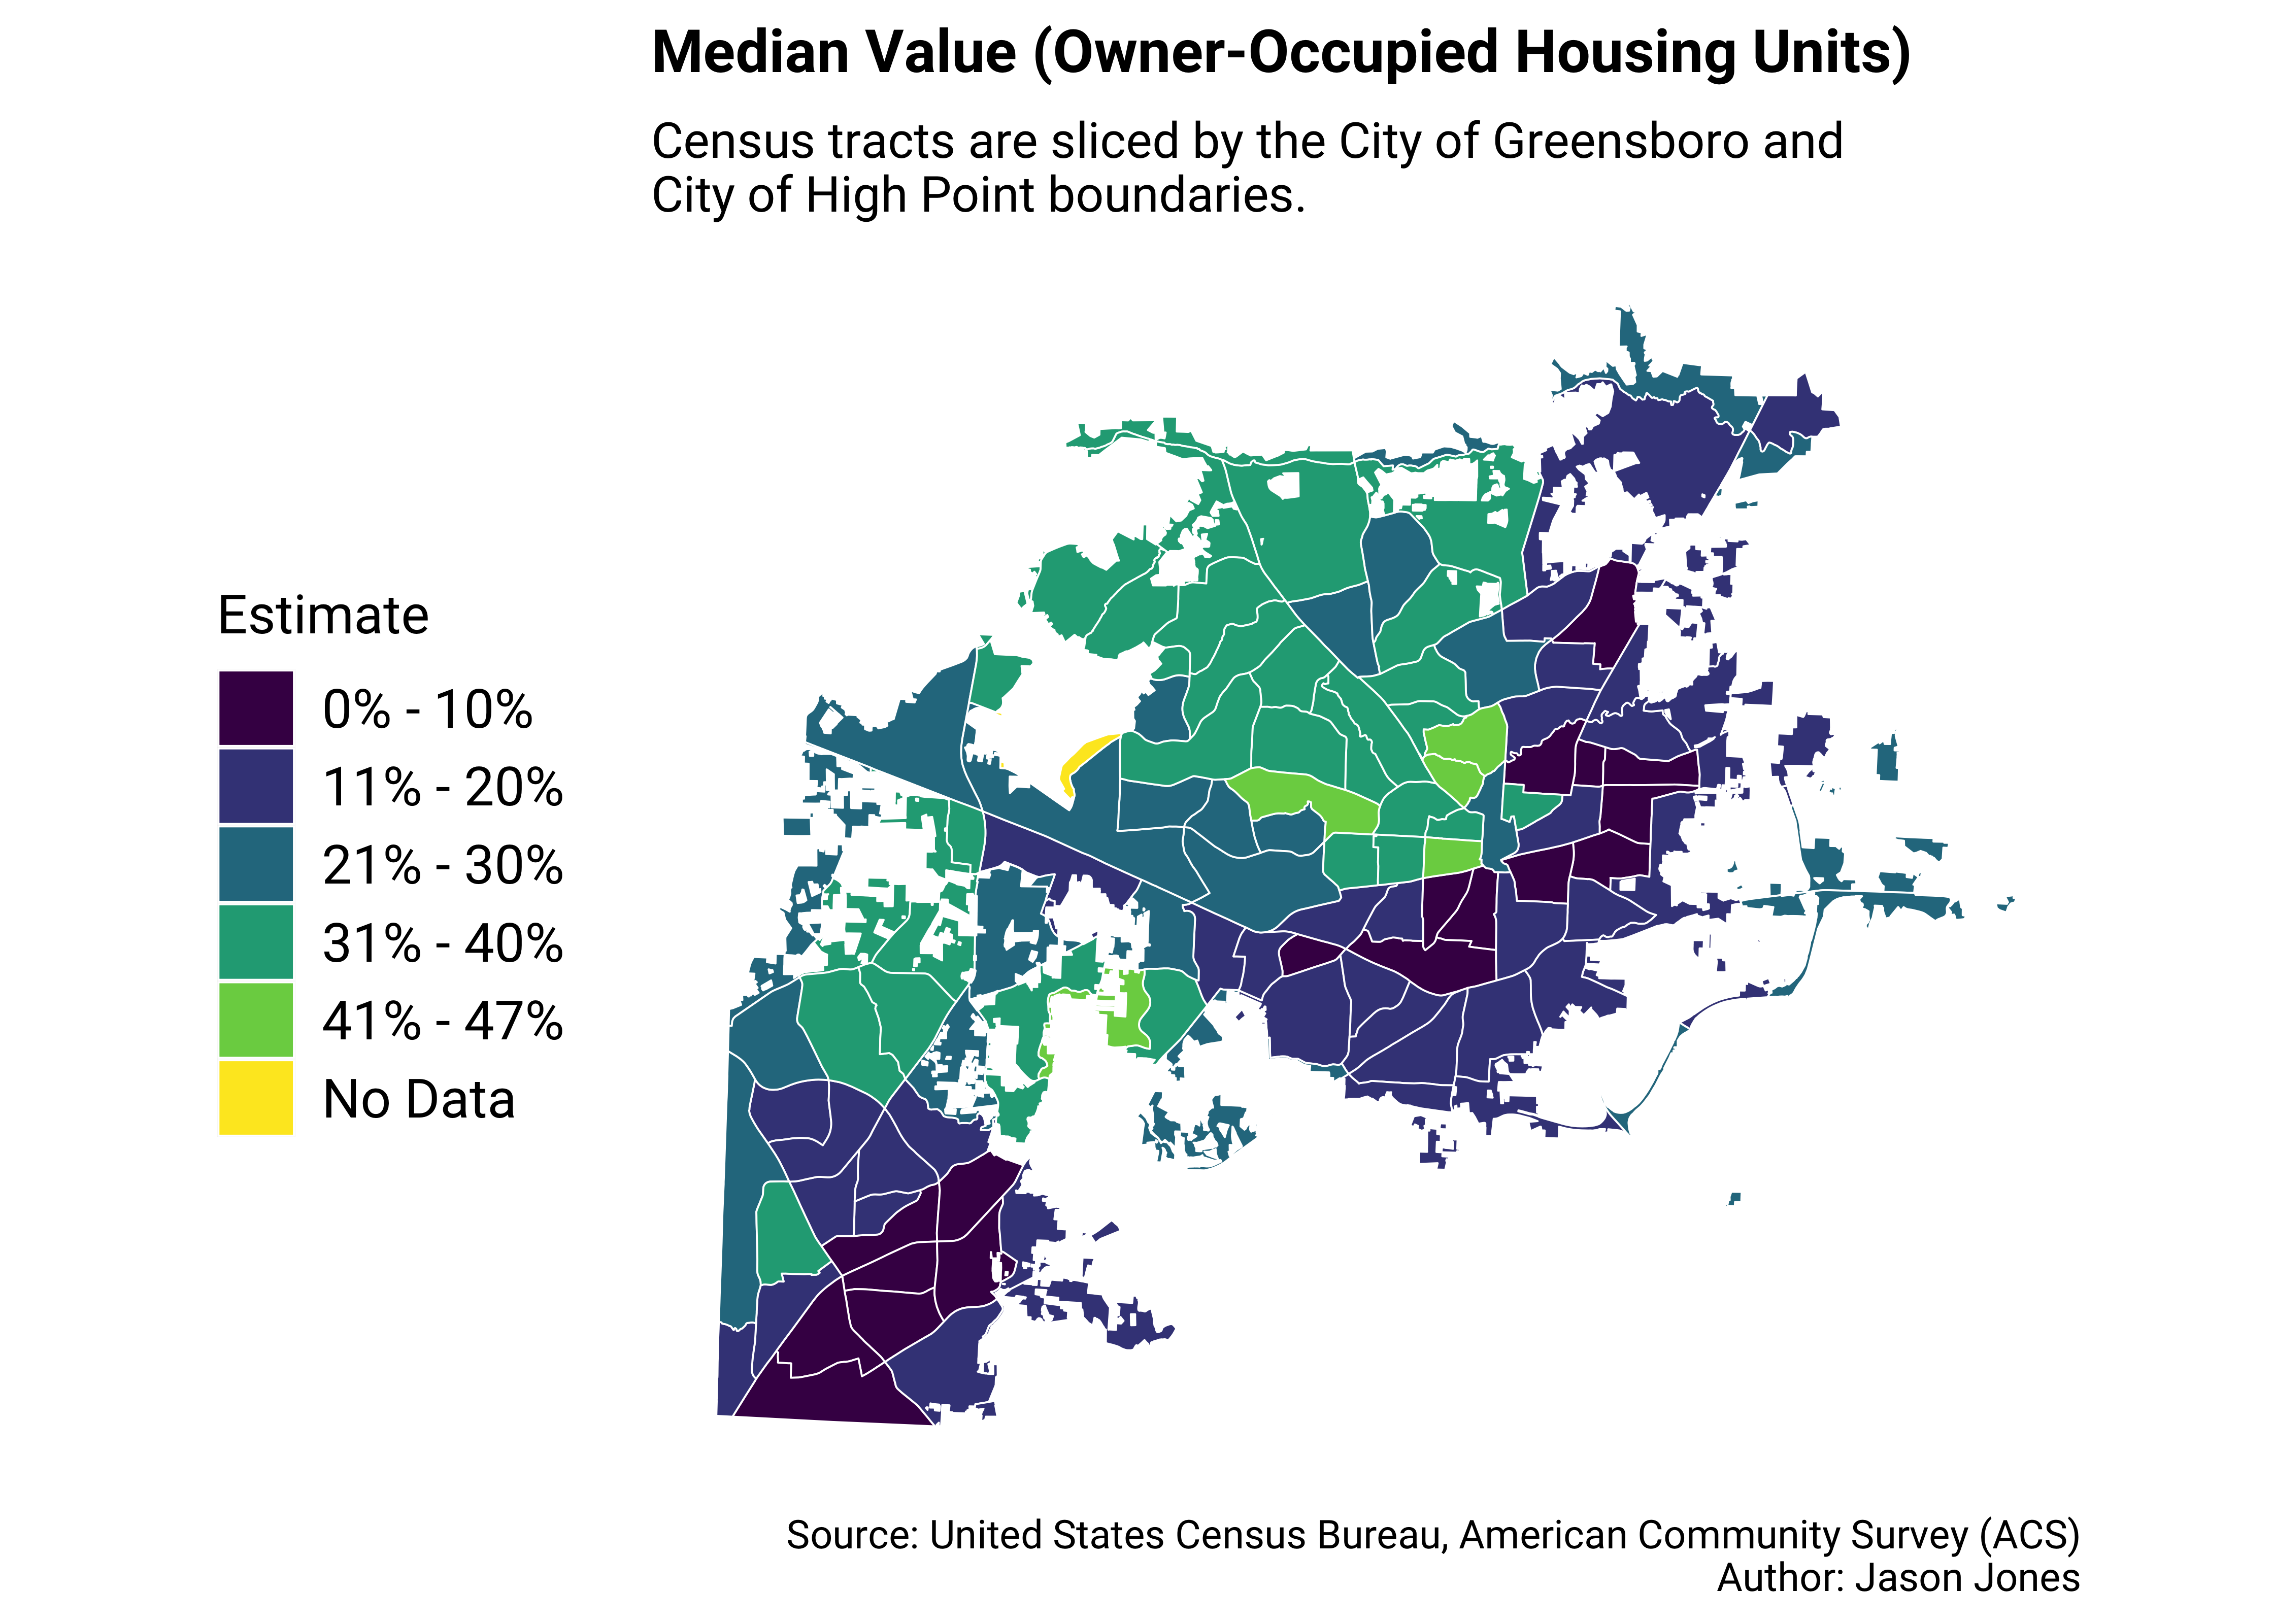 Median Value (Owner-Occupied Housing Units)
Census tracts are sliced by the City of Greensboro and
City of High Point boundaries.
Estimate
0% - 10%
11% - 20%
21% - 30%
31% - 40%
41% - 47%
No Data
Source: United States Census Bureau, American Community Survey (ACS)
Author: Jason Jones